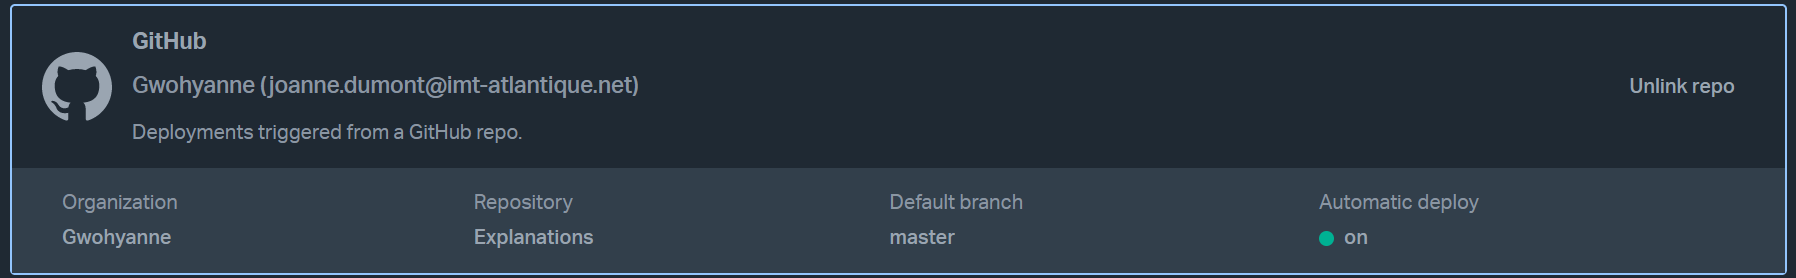 GitHub
Gwohyanne (joanne.dumont@imt-atlantique.net)
Unlink repo
Deployments triggered from a GitHub repo.
Organization
Gwohyanne
Repository
Explanations
Default branch
master
Automatic deploy
on